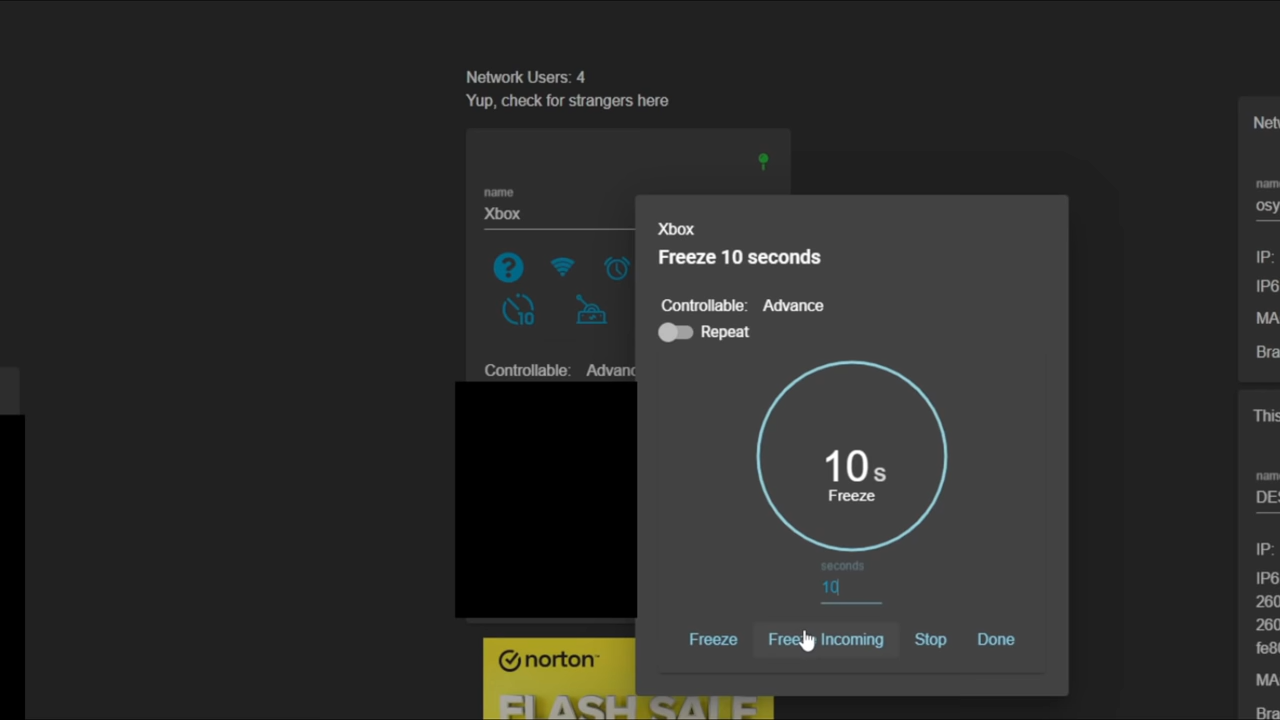 Network Users: 4
Yup, check for strangers here
name
Xbox
10
Controllable: Advanc
norton
FLASH SALE
Xbox
Freeze 10 seconds
Controllable: Advance
Repeat
10 s
Freeze
seconds
10
Freeze
Freeze Incoming
Stop
Done
Netw
name
osy
IP:
IP6
MA
Bra
This
name
DES
IP:
IP6
260
260
fe80
MA
Bra